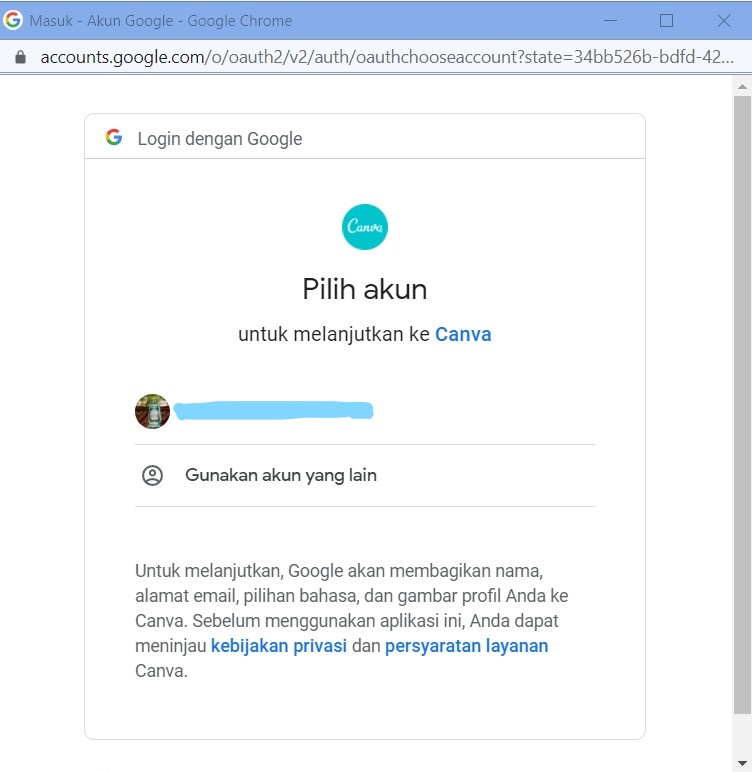 Masuk - Akun Google - Google Chrome
accounts.google.com/o/oauth2/v2/auth/oauthchooseaccount?state=34bb526b-bdfd-42...
Login dengan Google
Canva
Pilih akun
untuk melanjutkan ke Canva
Gunakan akun yang lain
Untuk melanjutkan, Google akan membagikan nama,
alamat email, pilihan bahasa, dan gambar profil Anda ke
Canva. Sebelum menggunakan aplikasi ini, Anda dapat
meninjau kebijakan privasi dan persyaratan layanan
Canva.